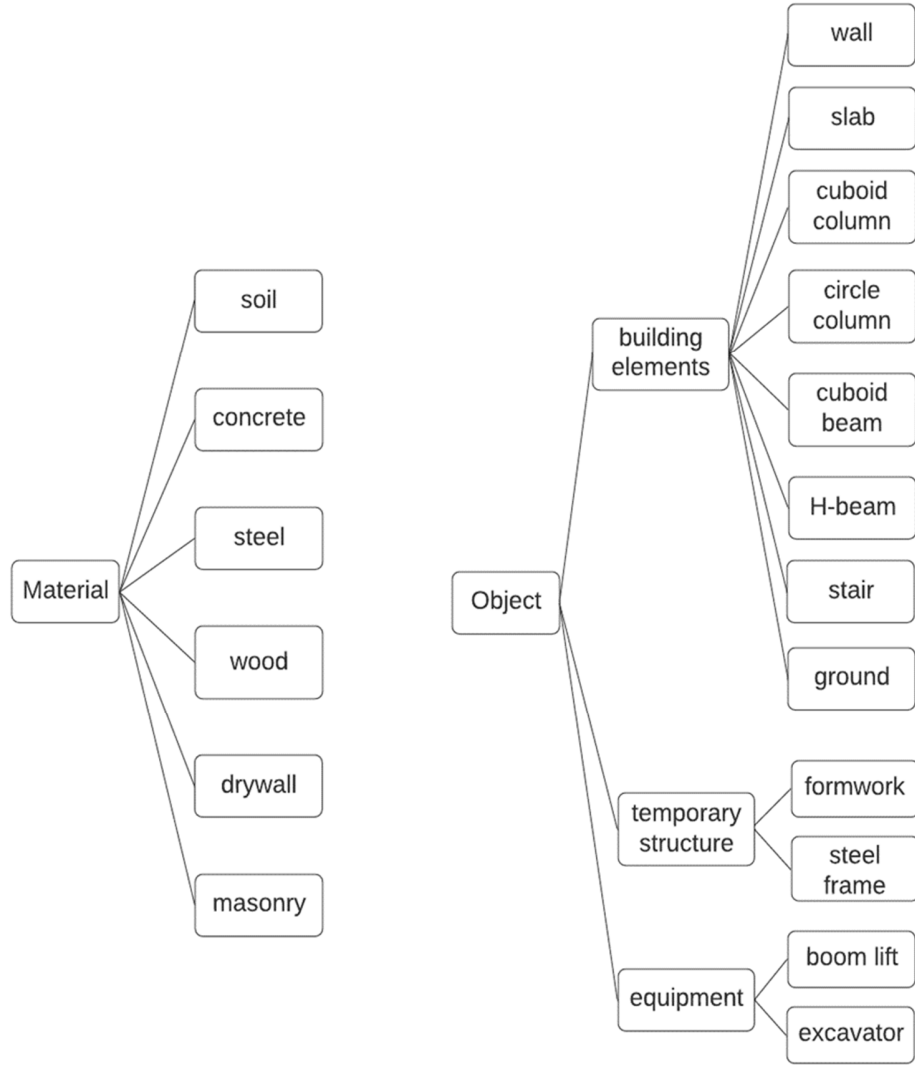 Material
soil
concrete
steel
wood
drywall
masonry
Object
building
elements
wall
slab
cuboid
column
circle
column
cuboid
beam
H-beam
stair
ground
temporary
structure
formwork
steel
frame
equipment
boom lift
excavator